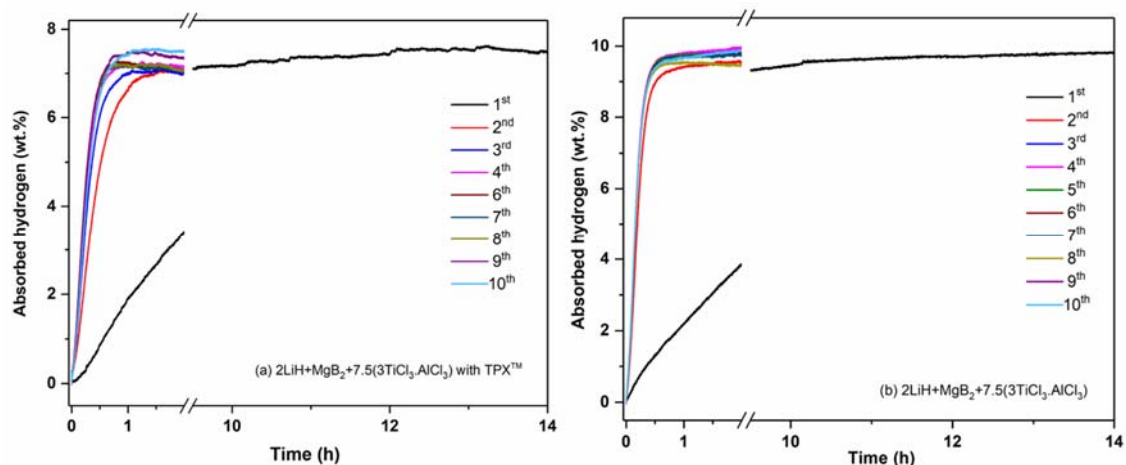 8
6
4
2
0
Absorbed hydrogen (wt.%)
1st
2nd
3rd
4th
6th
7th
8th
9th
10th
(a) 2LiH+MgB2+7.5(3TiCl3.AlCl3) with TPX™
0 1 10 12 14
Time (h)
10
8
6
4
2
0
Absorbed hydrogen (wt.%)
1st
2nd
3rd
4th
5th
6th
7th
8th
9th
10th
(b) 2LiH+MgB2+7.5(3TiCl3.AlCl3)
0 1 10 12 14
Time (h)